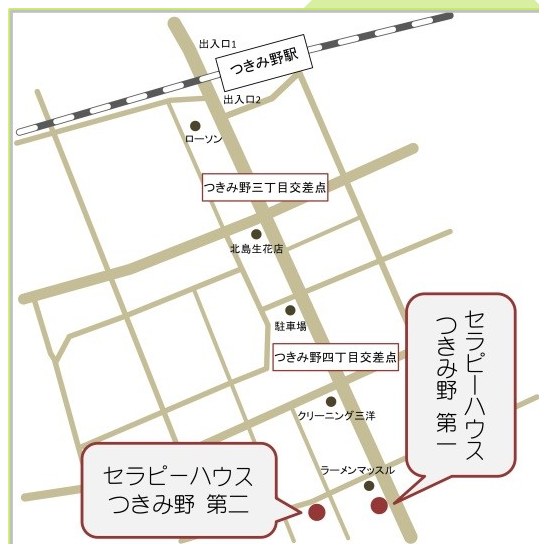 出入口1
つきみ野駅
出入口2
ローソン
つきみ野三丁目交差点
北島生花店
駐車場
つきみ野四丁目交差点
セラピーハウス
つきみ野 第一
クリーニング三洋
ラーメンマッスル
セラピーハウス
つきみ野 第二